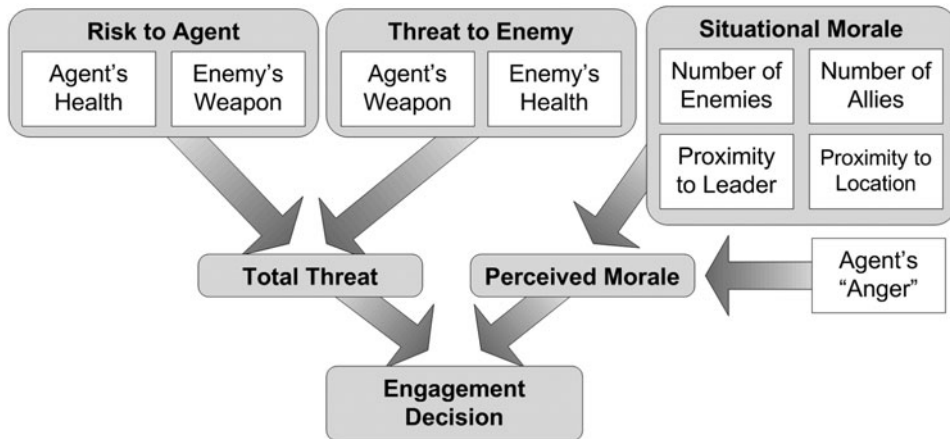 Risk to Agent
Agent's
Health
Enemy's
Weapon
Threat to Enemy
Agent's
Weapon
Enemy's
Health
Situational Morale
Number of
Enemies
Number of
Allies
Proximity
to Leader
Proximity to
Location
Total Threat
Perceived Morale
Agent's
“Anger”
Engagement
Decision